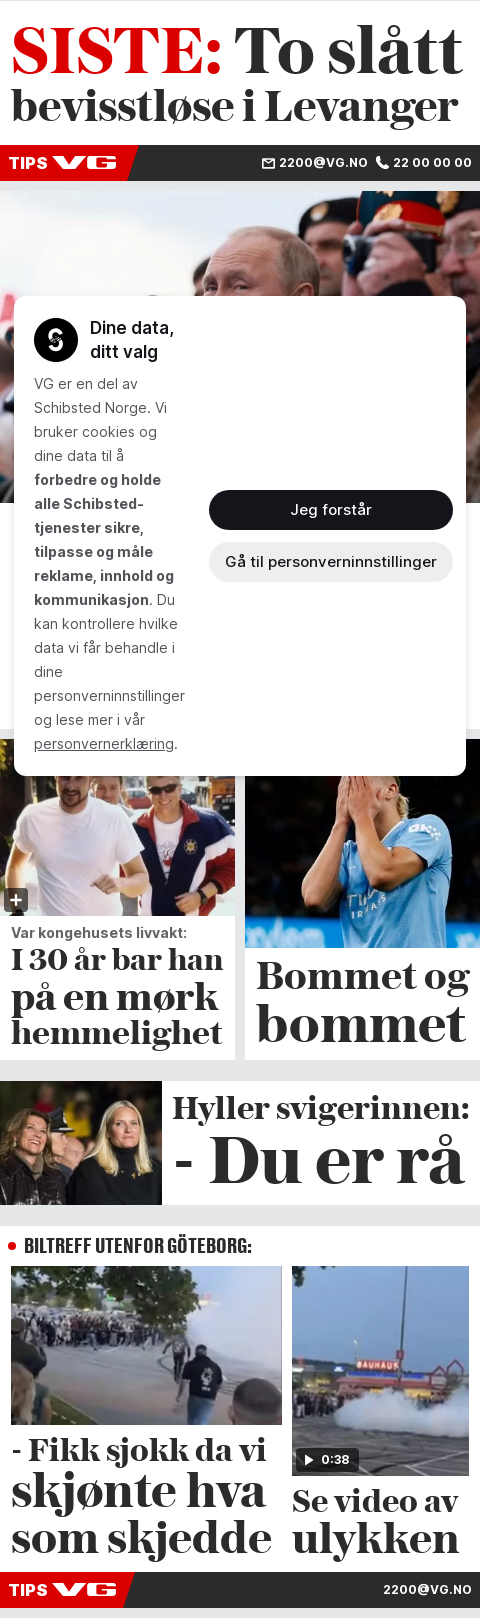 SISTE: To slått
bevisstløse i Levanger
TIPS VG
2200@VG.NO 22 00 00 00
Dine data,
ditt valg
VG er en del av
Schibsted Norge. Vi
bruker cookies og
dine data til å
forbedre og holde
alle Schibsted-
tjenester sikre,
tilpasse og måle
reklame, innhold og
kommunikasjon. Du
kan kontrollere hvilke
data vi får behandle i
dine
personverninnstillinger
og lese mer i vår
personvernerklæring.
Jeg forstår
Gå til personverninnstillinger
Var kongehusets livvakt:
I 30 år bar han
på en mørk
hemmelighet
Bommet og
bommet
Hyller svigerinnen:
- Du er rå
BILTREFF UTENFOR GÖTEBORG:
- Fikk sjokk da vi
skjønte hva
som skjedde
BAUHAUS
0:38
Se video av
ulykken
TIPS VG
2200@VG.NO